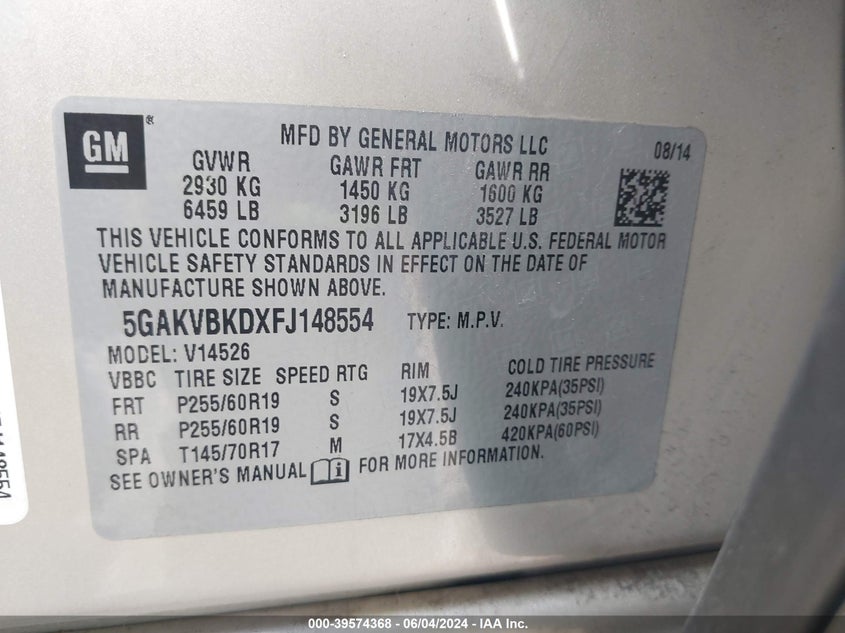 GM
®
MFD BY GENERAL MOTORS LLC 08/14
GVWR GAWR FRT GAWR RR
2930 KG 1450 KG 1600 KG
6459 LB 3196 LB 3527 LB
THIS VEHICLE CONFORMS TO ALL APPLICABLE U.S. FEDERAL MOTOR
VEHICLE SAFETY STANDARDS IN EFFECT ON THE DATE OF
MANUFACTURE SHOWN ABOVE.
5GAKVBKDXFJ148554 TYPE: M.P.V.
MODEL: V14526
VBBC TIRE SIZE SPEED RTG RIM COLD TIRE PRESSURE
FRT P255/60R19 S 19X7.5J 240KPA(35PSI)
RR P255/60R19 S 19X7.5J 240KPA(35PSI)
SPA T145/70R17 M 17X4.5B 420KPA(60PSI)
SEE OWNER'S MANUAL i FOR MORE INFORMATION.
000-39574368 - 06/04/2024 - IAA Inc.